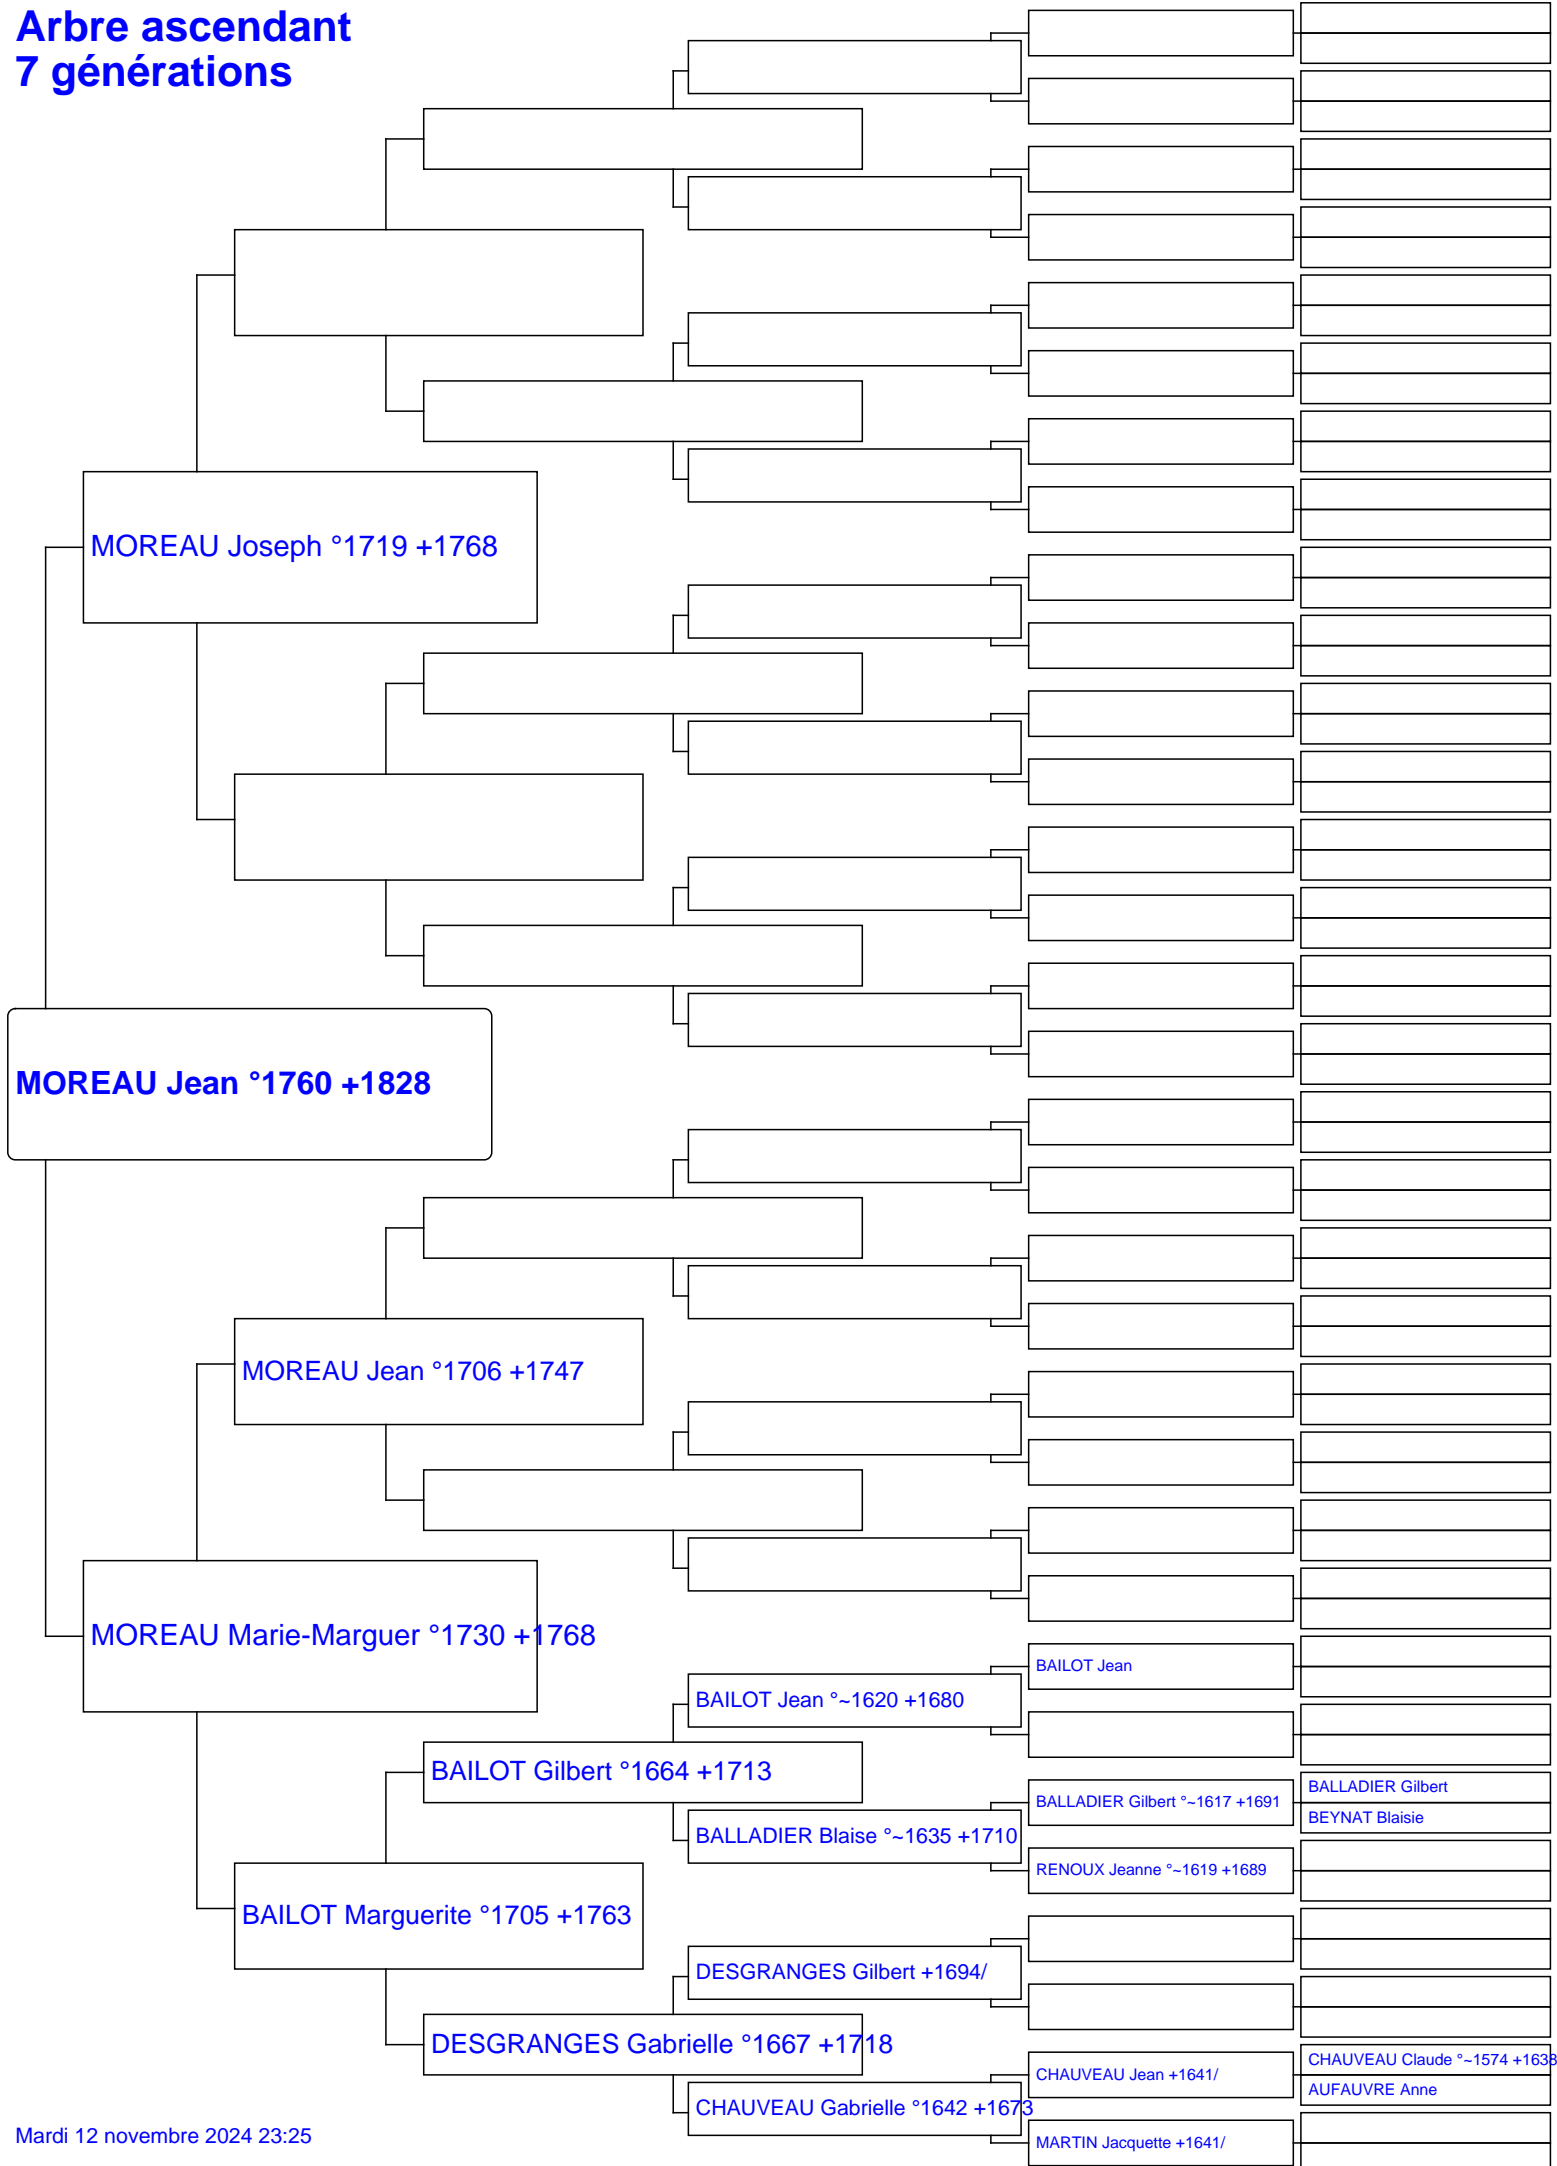 Arbre ascendant
7 générations
MOREAU Joseph °1719 +1768
MOREAU Jean °1760 +1828
MOREAU Jean °1706 +1747
MOREAU Marie-Marguer °1730 +1768
BAILOT Jean
BAILOT Jean °~1620 +1680
BAILOT Gilbert °1664 +1713
BALLADIER Gilbert
BALLADIER Gilbert °~1617 +1691
BEYNAT Blaisie
BALLADIER Blaise °~1635 +1710
RENOUX Jeanne °~1619 +1689
BAILOT Marguerite °1705 +1763
DESGRANGES Gilbert +1694/
DESGRANGES Gabrielle °1667 +1718
CHAUVEAU Claude °~1574 +1638
CHAUVEAU Jean +1641/
AUFAUVRE Anne
CHAUVEAU Gabrielle °1642 +1673
MARTIN Jacquette +1641/
Mardi 12 novembre 2024 23:25